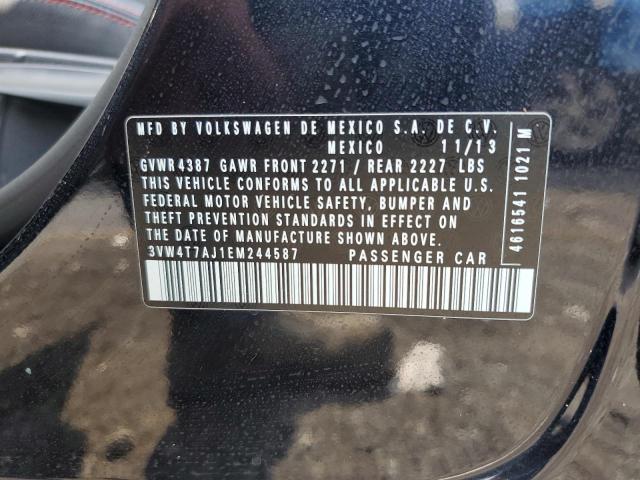 MFD BY VOLKSWAGEN DE MEXICO S.A. DE C.V.
MEXICO 11/13
GVWR 4387 GAWR FRONT 2271 / REAR 2227 LBS
THIS VEHICLE CONFORMS TO ALL APPLICABLE U.S.
FEDERAL MOTOR VEHICLE SAFETY, BUMPER AND
THEFT PREVENTION STANDARDS IN EFFECT ON
THE DATE OF MANUFACTURE SHOWN ABOVE.
3VW4T7AJ1EM244587 PASSENGER CAR
4616541 1021 M